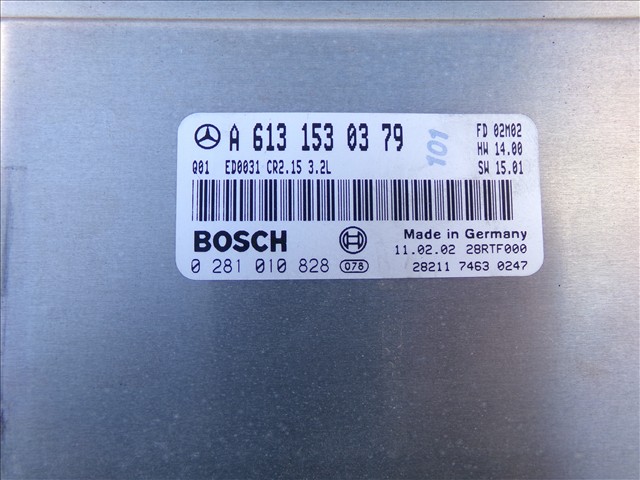 A 613 153 03 79
101
FD 02M02
HW 14.00
Q01 ED0031 CR2.15 3.2L
SW 15.01
BOSCH
Made in Germany
11.02.02 28RTF000
0 281 010 828 078
28211 7463 0247